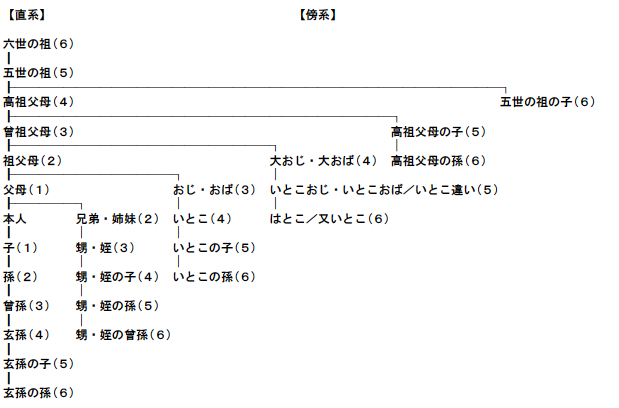 【直系】 【傍系】
六世の祖(6)
五世の祖(5)
高祖父母(4) 五世の祖の子(6)
曾祖父母(3) 高祖父母の子(5)
祖父母(2) 大おじ・大おば(4) 高祖父母の孫(6)
父母(1) おじ・おば(3) いとこおじ・いとこおば/いとこ違い(5)
本人 兄弟・姉妹(2) いとこ(4) はとこ/又いとこ(6)
子(1) 甥・姪(3) いとこの子(5)
孫(2) 甥・姪の子(4) いとこの孫(6)
曾孫(3) 甥・姪の孫(5)
玄孫(4) 甥・姪の曾孫(6)
玄孫の子(5)
玄孫の孫(6)